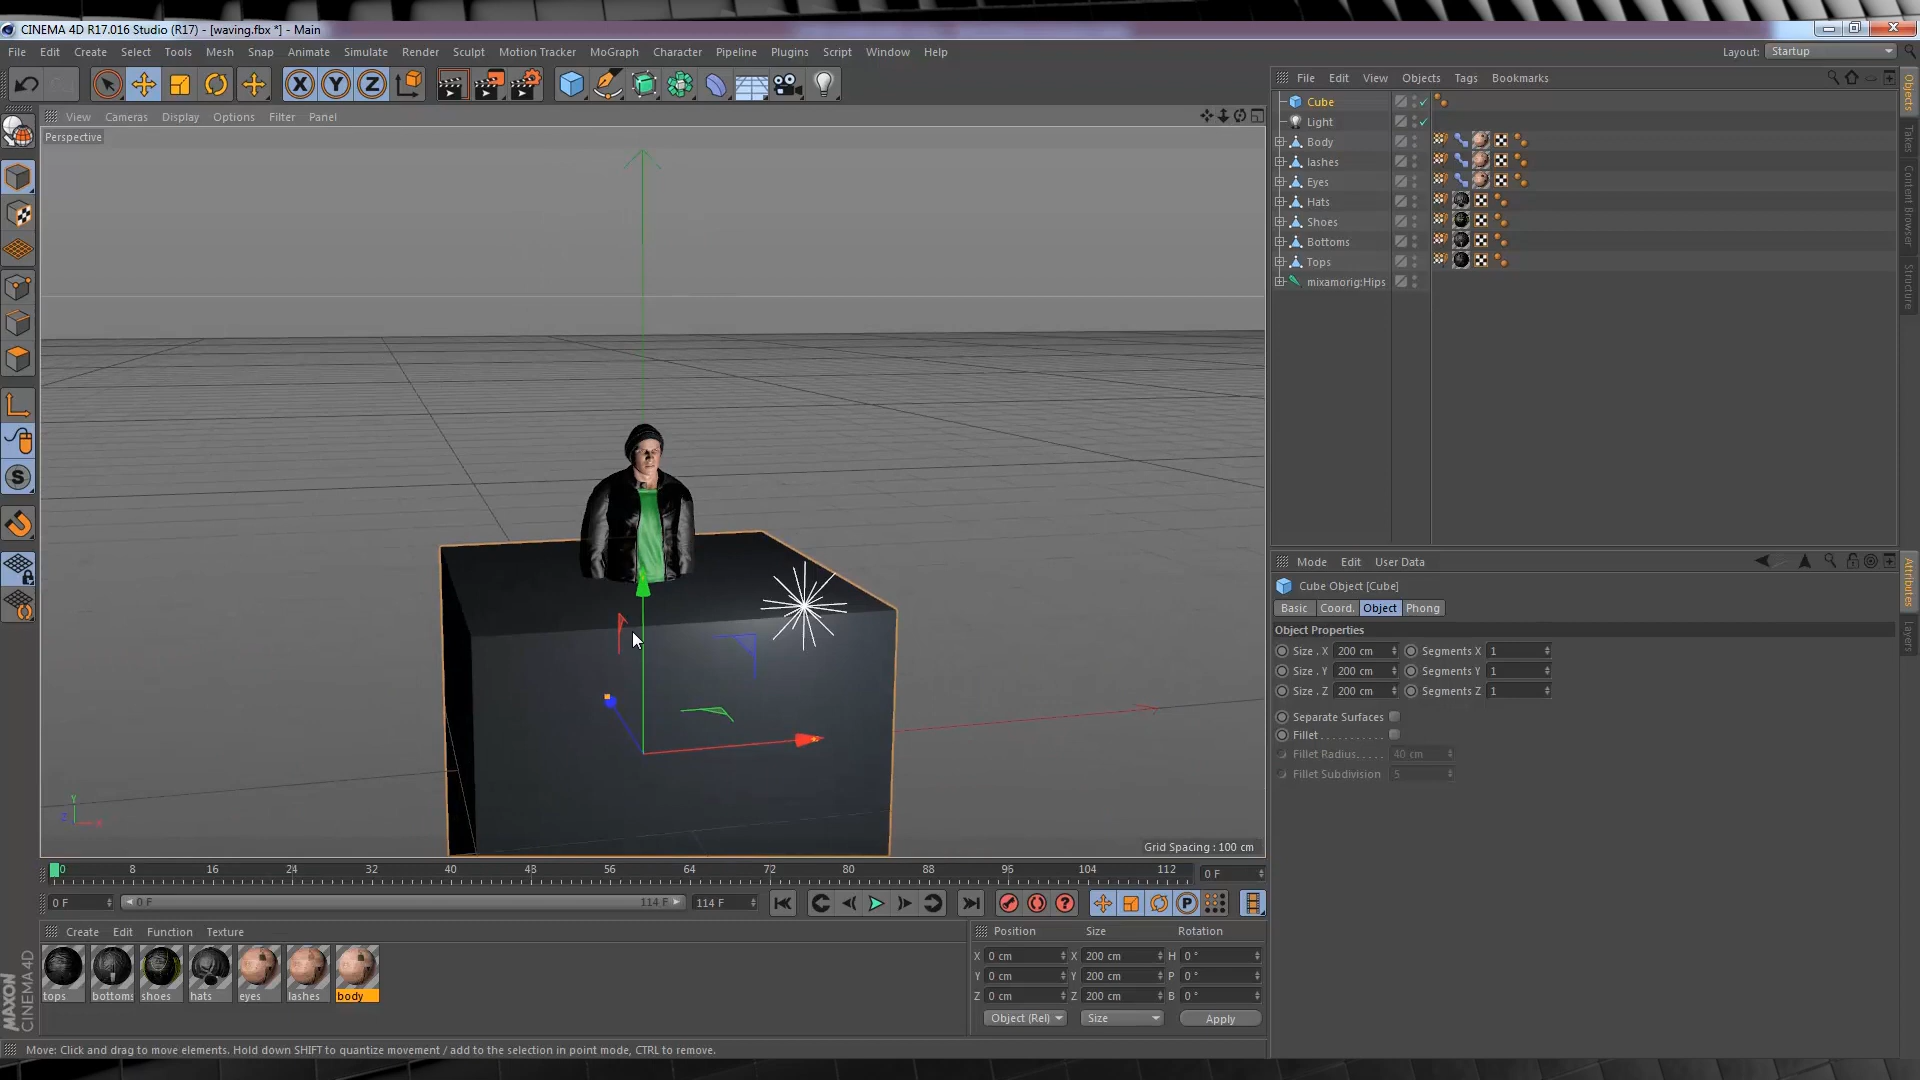 CINEMA 4D R17.016 Studio (R17) - [waving.fbx *] - Main
File Edit Create Select Tools Mesh Snap Animate Simulate Render Sculpt Motion Tracker MoGraph Character Pipeline Plugins Script Window Help
Layout: Startup
File Edit View Objects Tags Bookmarks
View Cameras Display Options Filter Panel
Perspective
Cube
Light
Body
lashes
Eyes
Hats
Shoes
Bottoms
Tops
mixamorig:Hips
Objects
Takes
Content Browser
Structure
Mode Edit User Data
Cube Object [Cube]
Basic Coord. Object Phong
Object Properties
Size . X 200 cm Segments X 1
Size . Y 200 cm Segments Y 1
Size . Z 200 cm Segments Z 1
Separate Surfaces
Fillet . . . . . . . . . . .
Fillet Radius. . . . . 40 cm
Fillet Subdivision 5
Attributes
Layers
Y
Z
X
Grid Spacing : 100 cm
0 8 16 24 32 40 48 56 64 72 80 88 96 104 112 0 F
0 F 0 F 114 F 114 F
Create Edit Function Texture
tops bottoms shoes hats eyes lashes body
Position Size Rotation
X 0 cm X 200 cm H 0 °
Y 0 cm Y 200 cm P 0 °
Z 0 cm Z 200 cm B 0 °
Object (Rel) Size Apply
MAXON
CINEMA 4D
Move: Click and drag to move elements. Hold down SHIFT to quantize movement / add to the selection in point mode, CTRL to remove.